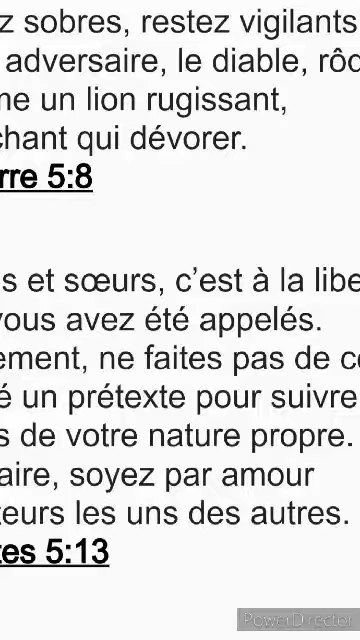 z sobres, restez vigilants
adversaire, le diable, rôd
me un lion rugissant,
chant qui dévorer.
rre 5:8
s et sœurs, c’est à la libe
vous avez été appelés.
ement, ne faites pas de ce
é un prétexte pour suivre
s de votre nature propre.
aire, soyez par amour
teurs les uns des autres.
tes 5:13
PowerDirector